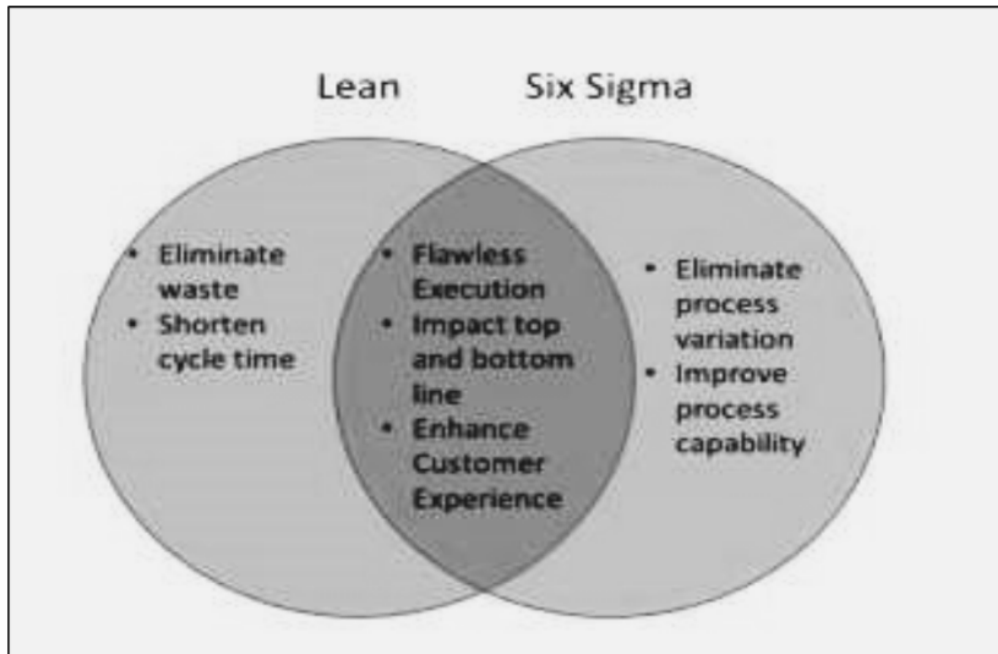 Lean
Six Sigma
• Eliminate
waste
• Shorten
cycle time
• Flawless
Execution
• Impact top
and bottom
line
• Enhance
Customer
Experience
• Eliminate
process
variation
• Improve
process
capability